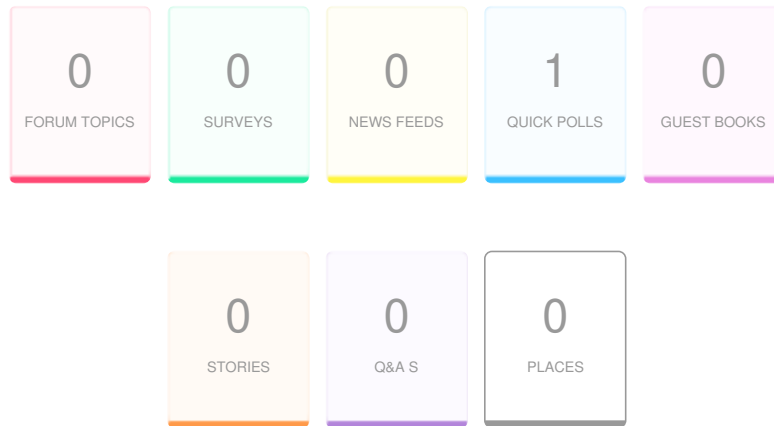 0
FORUM TOPICS
0
SURVEYS
0
NEWS FEEDS
1
QUICK POLLS
0
GUEST BOOKS
0
STORIES
0
Q&A S
0
PLACES